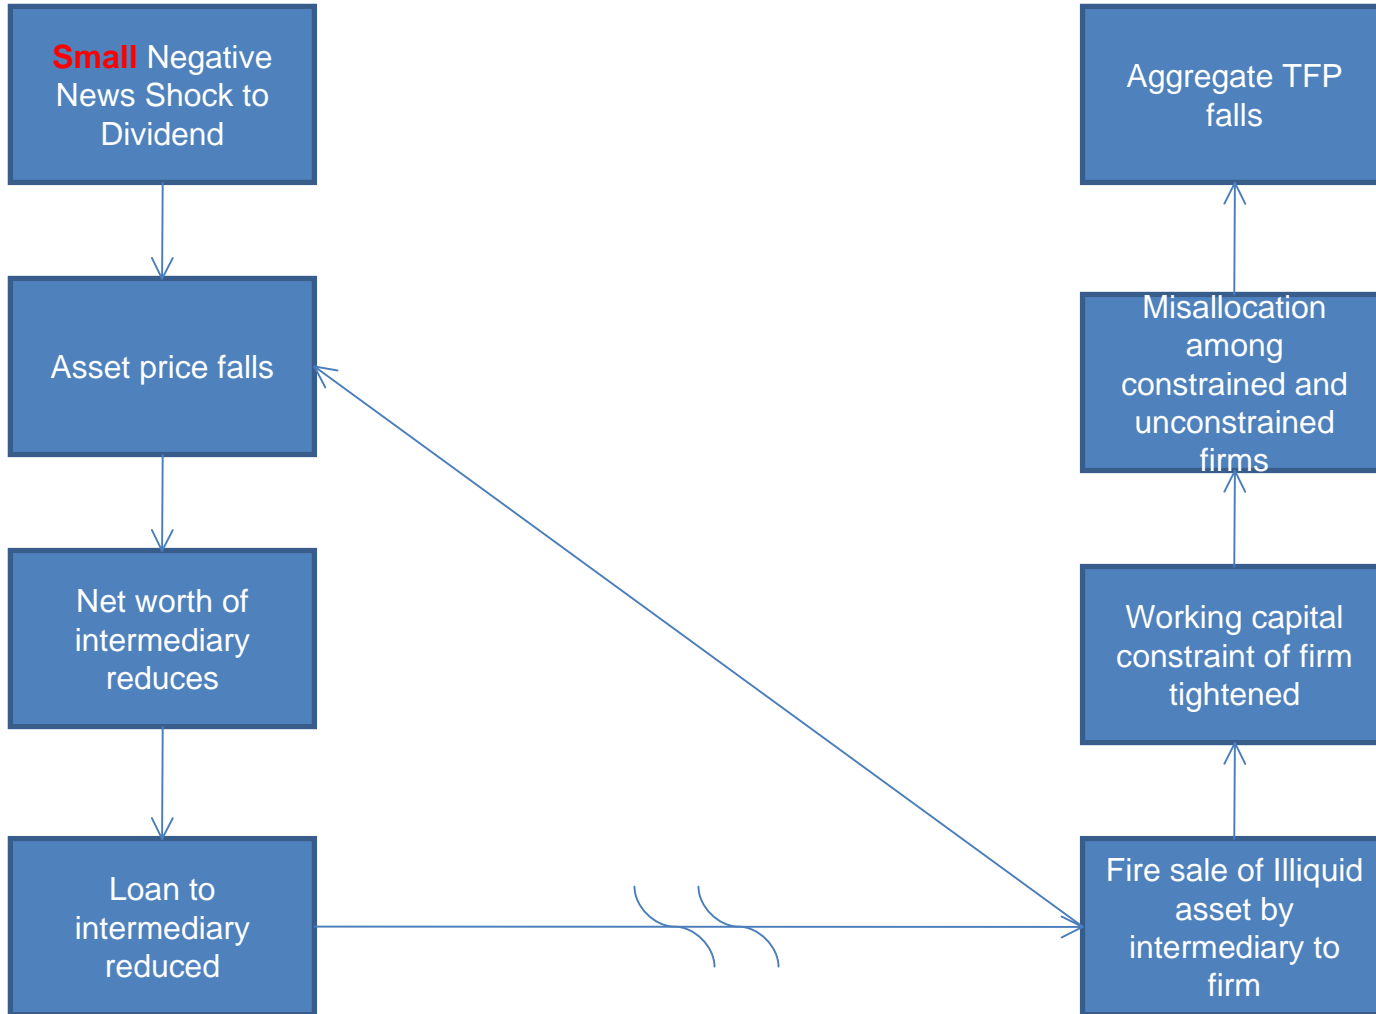 Small Negative
News Shock to
Dividend
Asset price falls
Net worth of
intermediary
reduces
Loan to
intermediary
reduced
Fire sale of Illiquid
asset by
intermediary to
firm
Working capital
constraint of firm
tightened
Misallocation
among
constrained and
unconstrained
firms
Aggregate TFP
falls